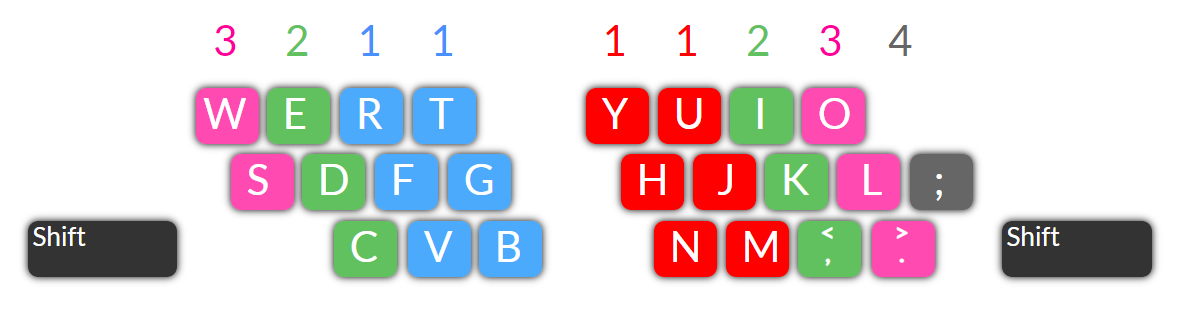 3 2 1 1 1 1 2 3 4
W E R T Y U I O
S D F G H J K L ;
Shift C V B N M < , > . Shift